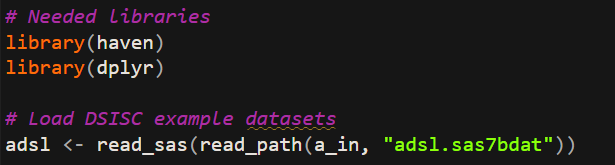 # Needed libraries
library(haven)
library(dplyr)
# Load DSISC example datasets
adsl <- read_sas(read_path(a_in, "adsl.sas7bdat"))